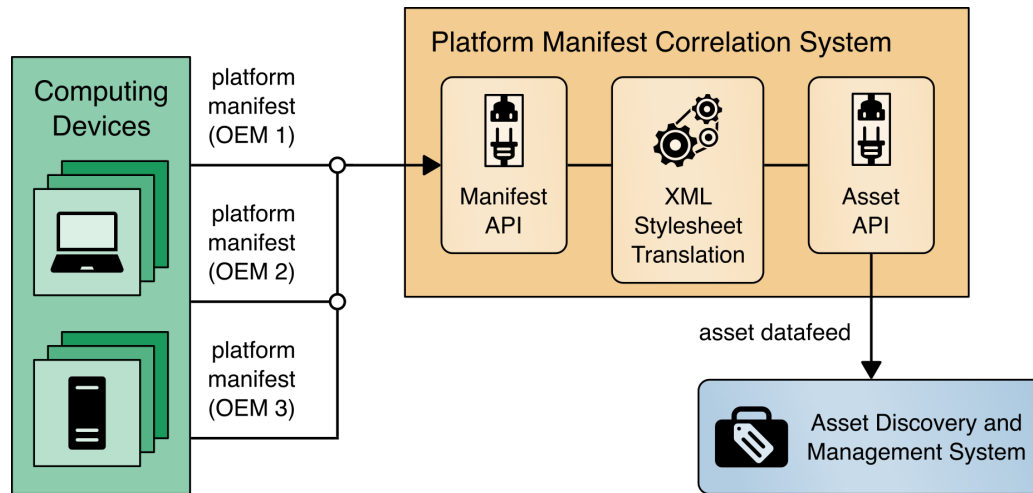 Platform Manifest Correlation System
Computing
Devices
platform
manifest
(OEM 1)
platform
manifest
(OEM 2)
platform
manifest
(OEM 3)
Manifest
API
XML
Stylesheet
Translation
Asset
API
asset datafeed
Asset Discovery and
Management System